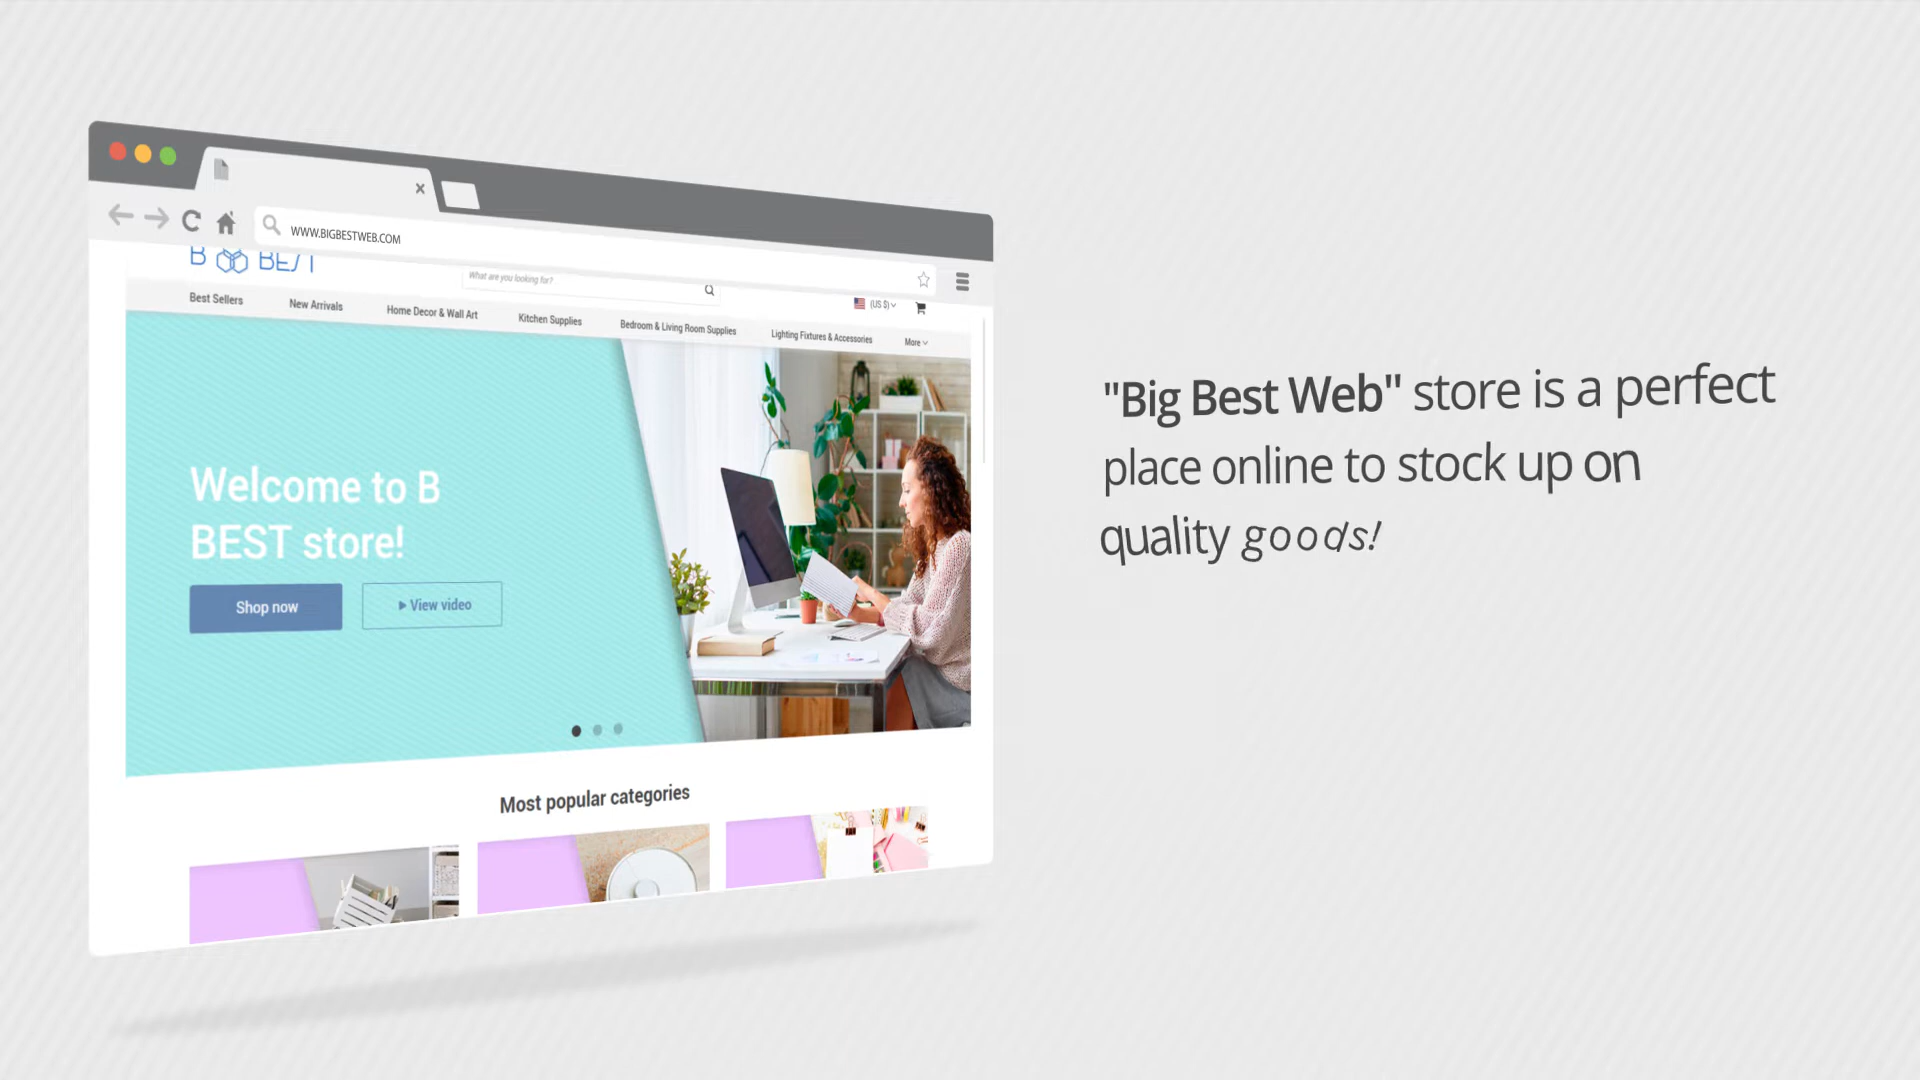 WWW.BIGBESTWEB.COM
B BEST
What are you looking for?
(US $)
Best Sellers
New Arrivals
Home Decor & Wall Art
Kitchen Supplies
Bedroom & Living Room Supplies
Lighting Fixtures & Accessories
More
Welcome to B
BEST store!
Shop now
View video
Most popular categories
"Big Best Web" store is a perfect
place online to stock up on
quality goods!